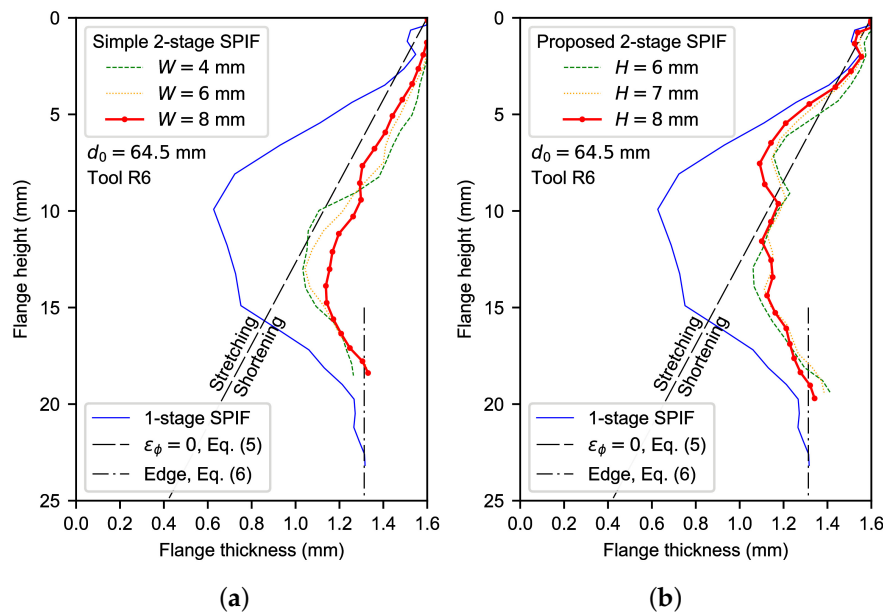 Simple 2-stage SPIF
W = 4 mm
W = 6 mm
W = 8 mm
d₀ = 64.5 mm
Tool R6
Stretching
Shortening
1-stage SPIF
εϕ = 0, Eq. (5)
Edge, Eq. (6)
0
5
10
15
20
25
Flange height (mm)
0.0 0.2 0.4 0.6 0.8 1.0 1.2 1.4 1.6
Flange thickness (mm)
(a)
Proposed 2-stage SPIF
H = 6 mm
H = 7 mm
H = 8 mm
d₀ = 64.5 mm
Tool R6
Stretching
Shortening
1-stage SPIF
εϕ = 0, Eq. (5)
Edge, Eq. (6)
0
5
10
15
20
25
Flange height (mm)
0.0 0.2 0.4 0.6 0.8 1.0 1.2 1.4 1.6
Flange thickness (mm)
(b)